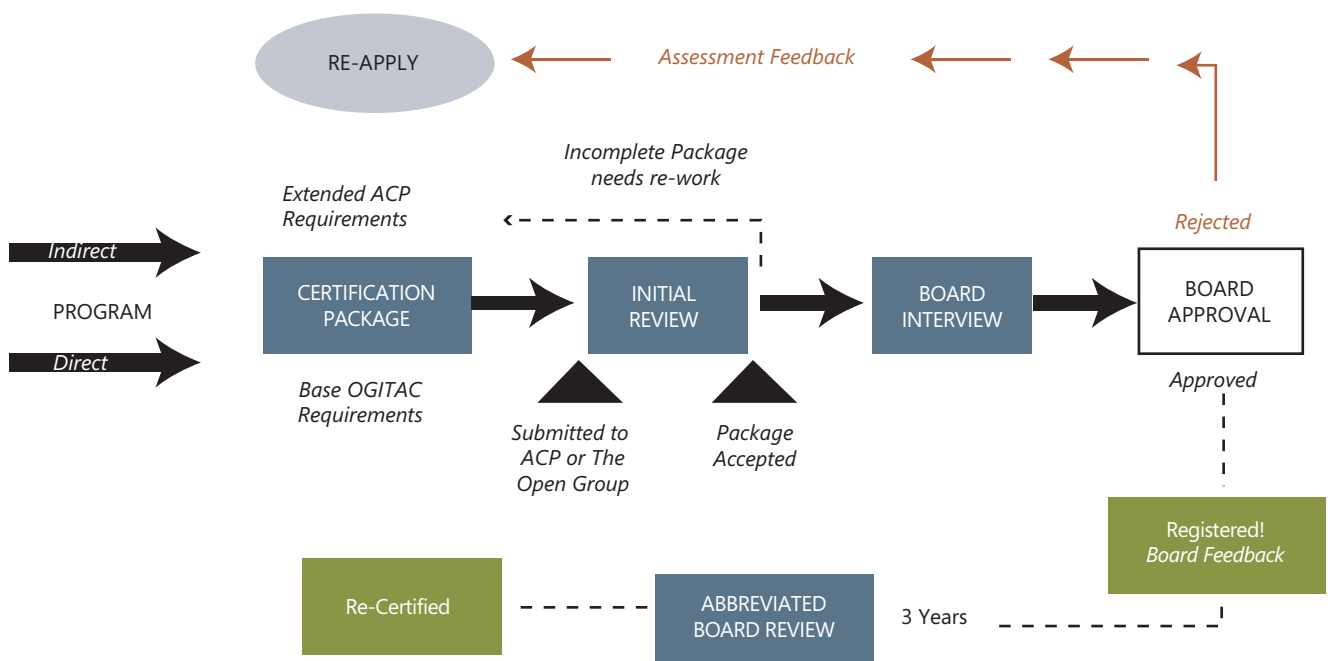 RE-APPLY
Assessment Feedback
Incomplete Package
needs re-work
Extended ACP
Requirements
Rejected
Indirect
PROGRAM
Direct
CERTIFICATION
PACKAGE
INITIAL
REVIEW
BOARD
INTERVIEW
BOARD
APPROVAL
Base OGITAC
Requirements
Approved
Submitted to
ACP or The
Open Group
Package
Accepted
Registered!
Board Feedback
Re-Certified
ABBREVIATED
BOARD REVIEW
3 Years